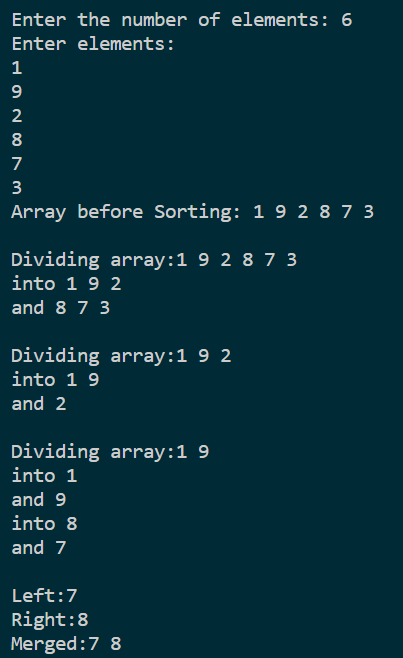 Enter the number of elements: 6
Enter elements:
1
9
2
8
7
3
Array before Sorting: 1 9 2 8 7 3
Dividing array:1 9 2 8 7 3
into 1 9 2
and 8 7 3
Dividing array:1 9 2
into 1 9
and 2
Dividing array:1 9
into 1
and 9
into 8
and 7
Left:7
Right:8
Merged:7 8